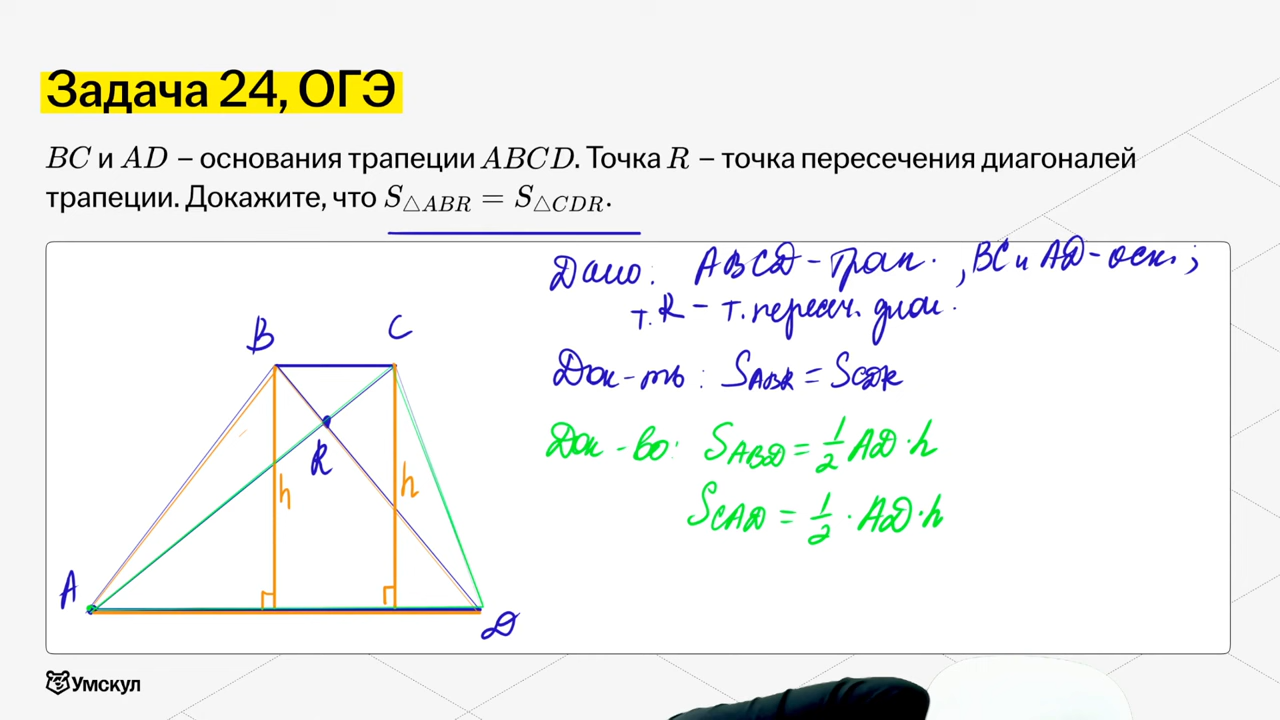 Задача 24, ОГЭ
BC и AD – основания трапеции ABCD. Точка R – точка пересечения диагоналей
трапеции. Докажите, что S△ABR = S△CDR.
Дано: ABCD – трап. , BC и AD – осн. ;
т. R – т. пересеч. диаг.
Док-ть : SABR = SCDR
Док-во: SABD = 1/2 AD · h
SCAD = 1/2 · AD · h
B C
R
h h
A
D
Умскул